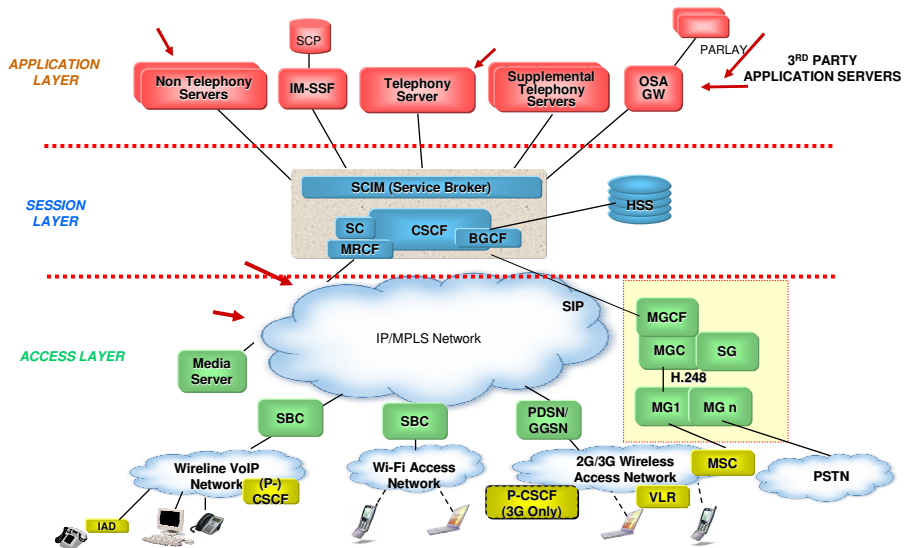 SCP
PARLAY
APPLICATION
LAYER
Non Telephony
Servers
IM-SSF
Telephony
Server
Supplemental
Telephony
Servers
OSA
GW
3RD PARTY
APPLICATION SERVERS
SESSION
LAYER
SCIM (Service Broker)
HSS
SC
CSCF
BGCF
MRCF
SIP
IP/MPLS Network
MGCF
MGC
SG
H.248
MG1
MG n
ACCESS LAYER
Media
Server
SBC
SBC
PDSN/
GGSN
Wireline VoIP
Network
(P-)
CSCF
Wi-Fi Access
Network
2G/3G Wireless
Access Network
MSC
PSTN
P-CSCF
(3G Only)
VLR
IAD